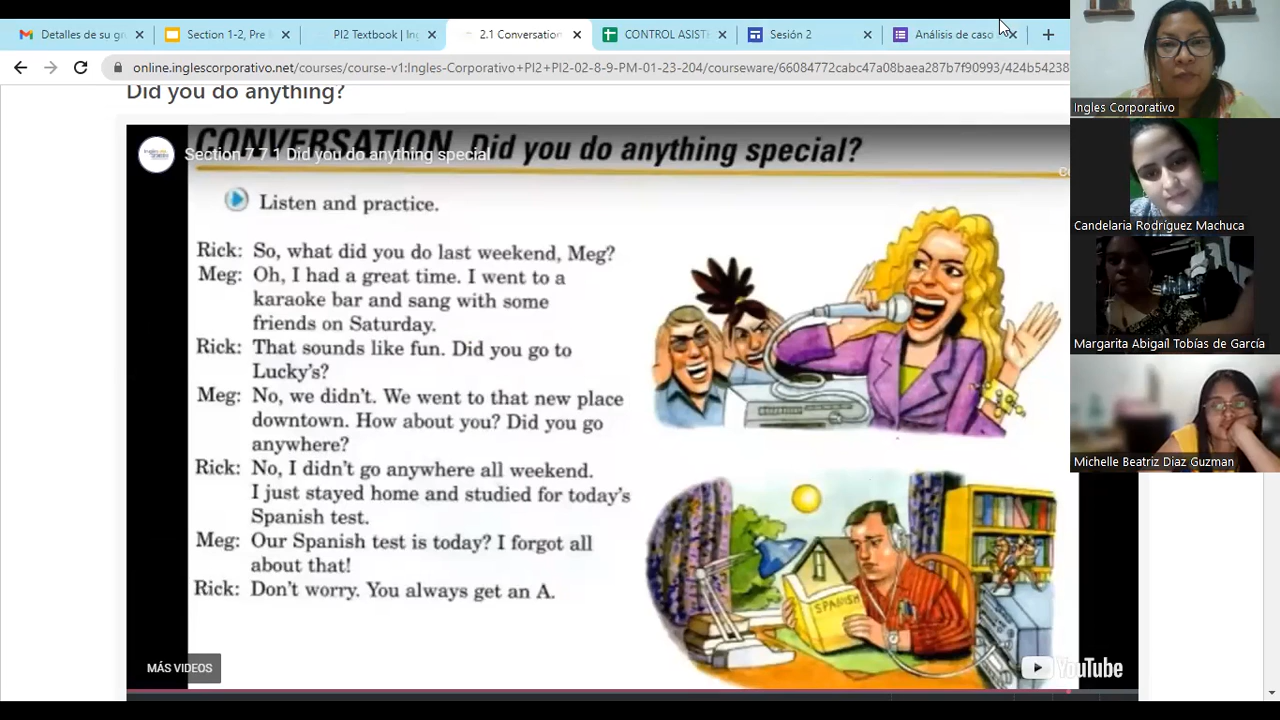 Detalles de su gr
Section 1-2, Pre
PI2 Textbook | Ing
2.1 Conversation
CONTROL ASIST
Sesión 2
Análisis de caso
online.inglescorporativo.net/courses/course-v1:Ingles-Corporativo+PI2+PI2-02-8-9-PM-01-23-204/courseware/66084772cabc47a08baea287b7f90993/424b54238
Did you do anything?
CONVERSATION Did you do anything special?
Section 7 7 1 Did you do anything special
Listen and practice.
Rick: So, what did you do last weekend, Meg?
Meg: Oh, I had a great time. I went to a
karaoke bar and sang with some
friends on Saturday.
Rick: That sounds like fun. Did you go to
Lucky's?
Meg: No, we didn't. We went to that new place
downtown. How about you? Did you go
anywhere?
Rick: No, I didn't go anywhere all weekend.
I just stayed home and studied for today's
Spanish test.
Meg: Our Spanish test is today? I forgot all
about that!
Rick: Don't worry. You always get an A.
SPANISH
MÁS VIDEOS
YouTube
Ingles Corporativo
Candelaria Rodríguez Machuca
Margarita Abigaíl Tobías de García
Michelle Beatriz Diaz Guzman